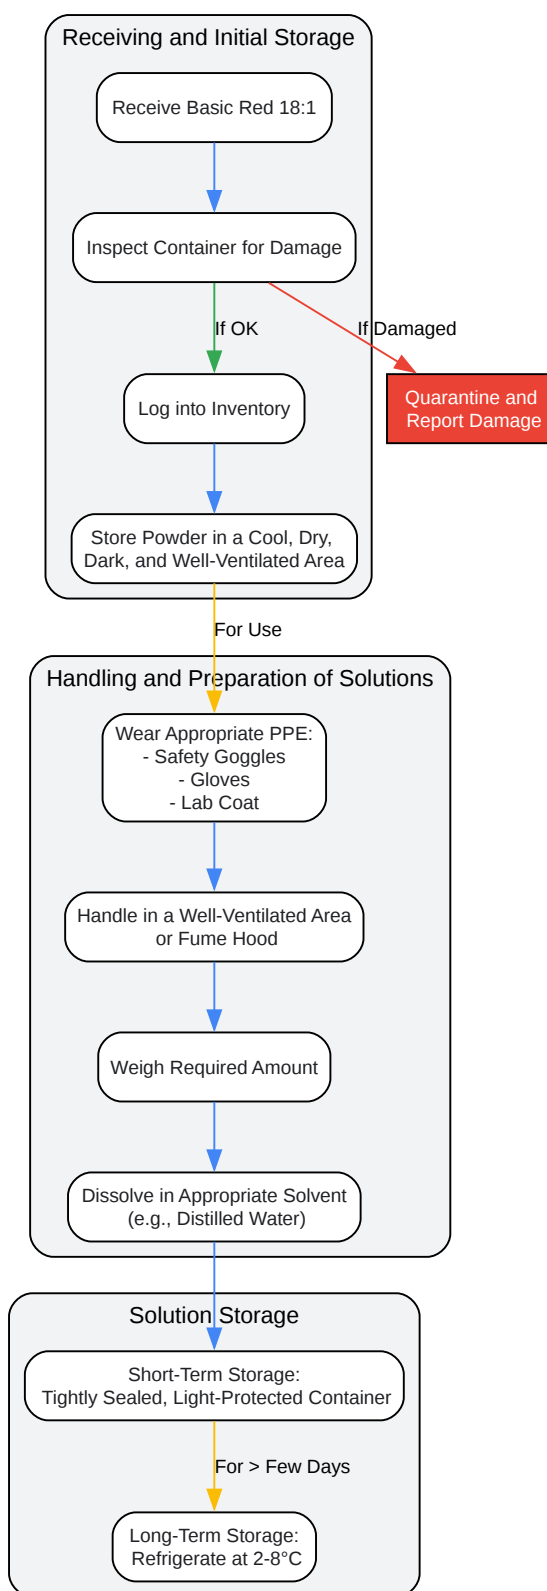 Receiving and Initial Storage
Receive Basic Red 18:1
Inspect Container for Damage
If OK
If Damaged
Log into Inventory
Quarantine and
Report Damage
Store Powder in a Cool, Dry,
Dark, and Well-Ventilated Area
For Use
Handling and Preparation of Solutions
Wear Appropriate PPE:
- Safety Goggles
- Gloves
- Lab Coat
Handle in a Well-Ventilated Area
or Fume Hood
Weigh Required Amount
Dissolve in Appropriate Solvent
(e.g., Distilled Water)
Solution Storage
Short-Term Storage:
Tightly Sealed, Light-Protected Container
For > Few Days
Long-Term Storage:
Refrigerate at 2-8°C